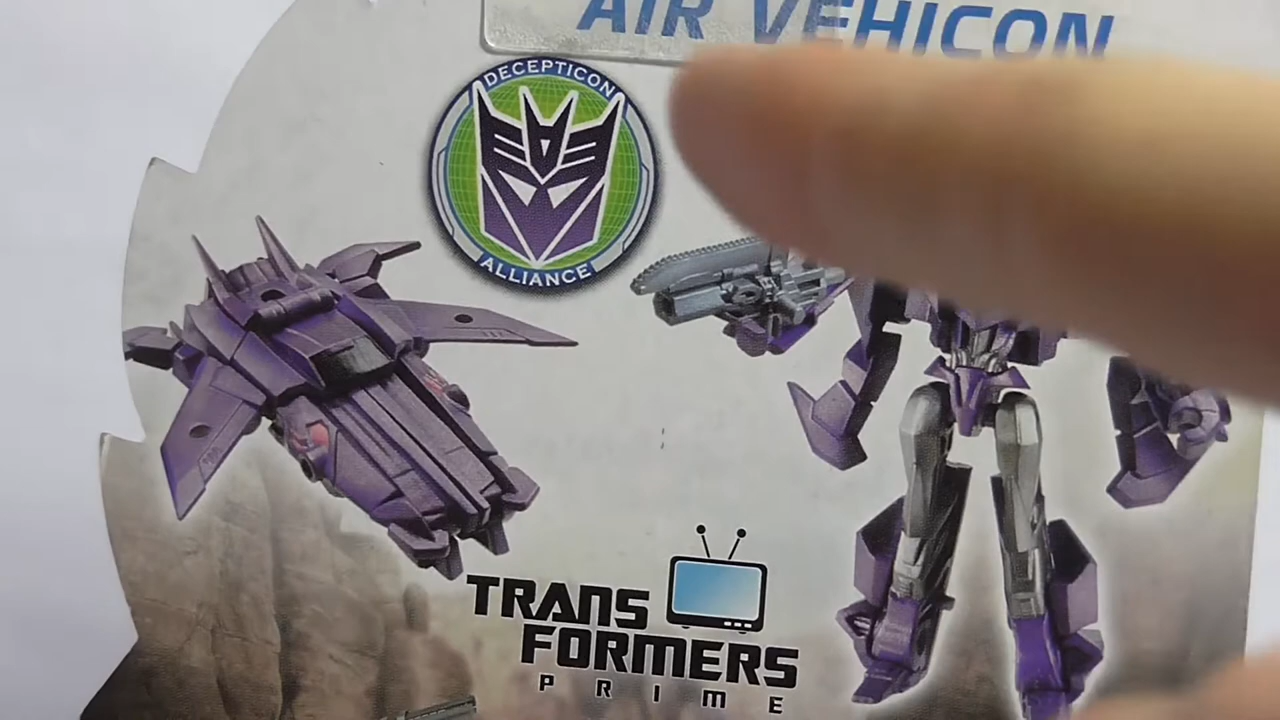 AIR VEHICON
DECEPTICON
ALLIANCE
TRANS
FORMERS
PRIME